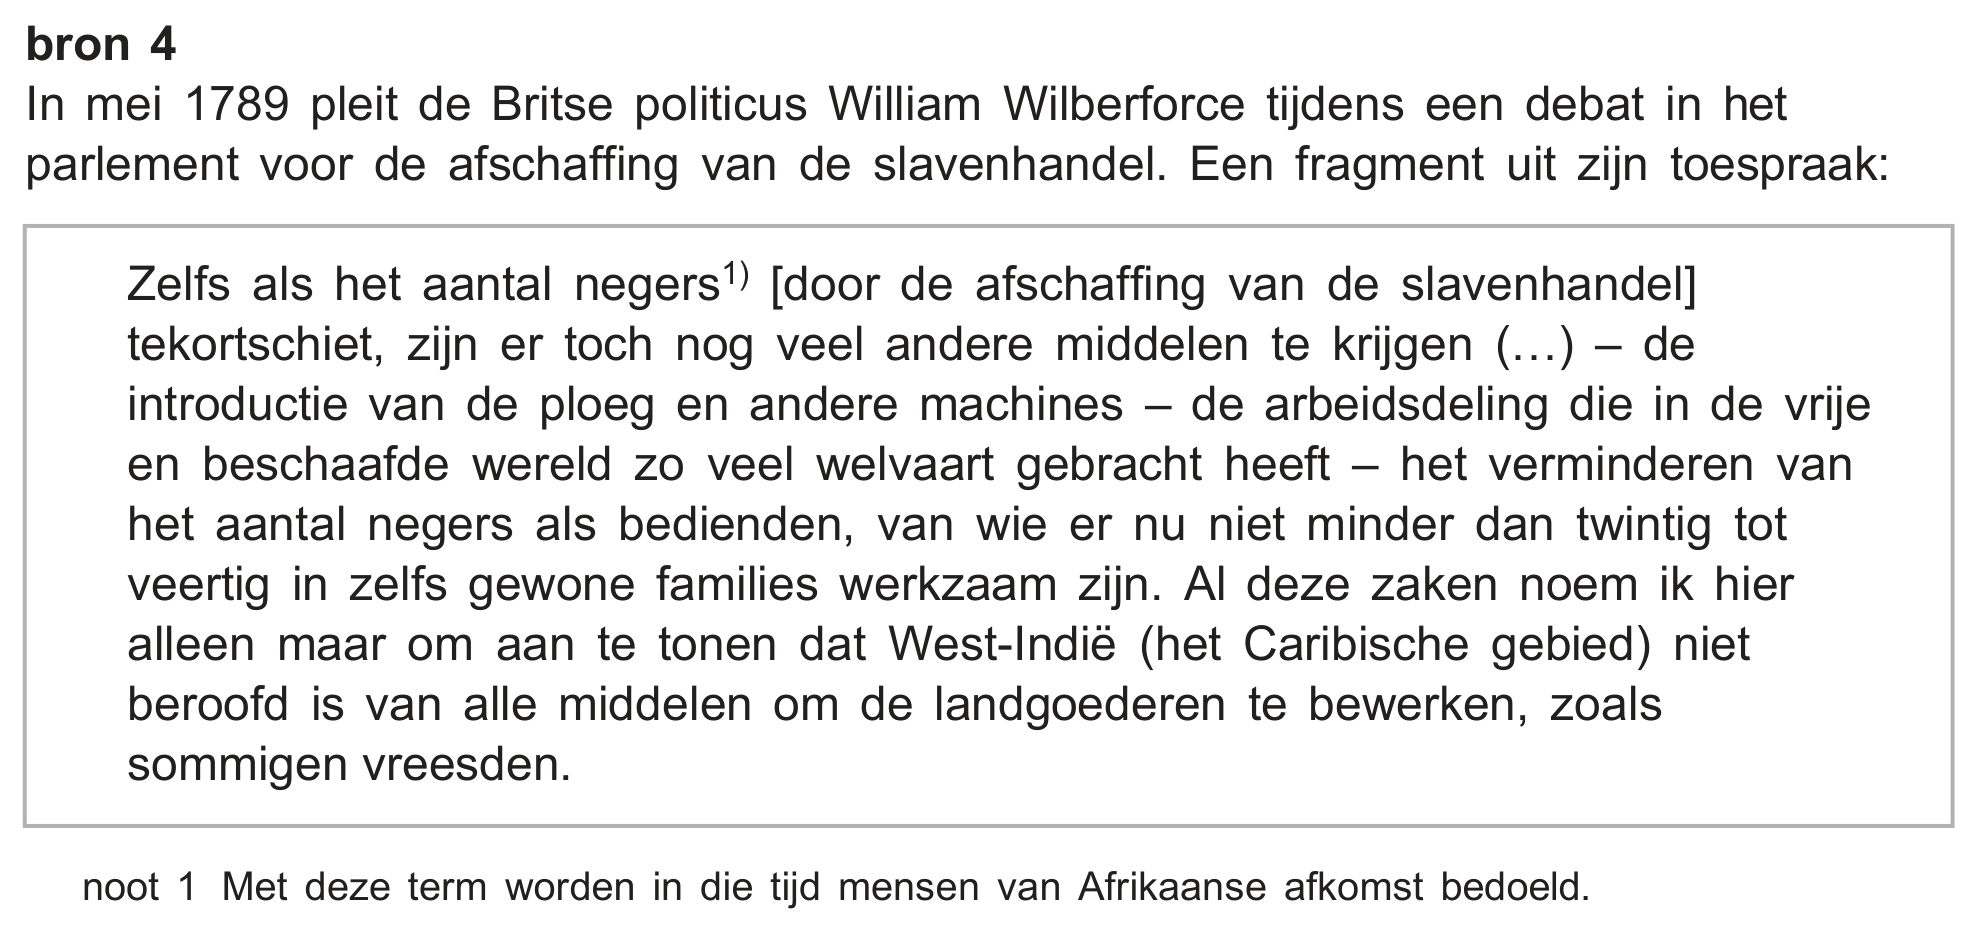 bron 4
In mei 1789 pleit de Britse politicus William Wilberforce tijdens een debat in het
parlement voor de afschaffing van de slavenhandel. Een fragment uit zijn toespraak:
Zelfs als het aantal negers1) [door de afschaffing van de slavenhandel]
tekortschiet, zijn er toch nog veel andere middelen te krijgen (…) – de
introductie van de ploeg en andere machines – de arbeidsdeling die in de vrije
en beschaafde wereld zo veel welvaart gebracht heeft – het verminderen van
het aantal negers als bedienden, van wie er nu niet minder dan twintig tot
veertig in zelfs gewone families werkzaam zijn. Al deze zaken noem ik hier
alleen maar om aan te tonen dat West-Indië (het Caribische gebied) niet
beroofd is van alle middelen om de landgoederen te bewerken, zoals
sommigen vreesden.
noot 1 Met deze term worden in die tijd mensen van Afrikaanse afkomst bedoeld.